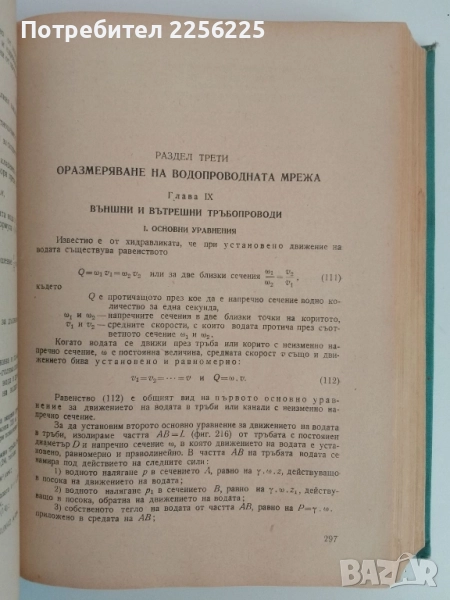 Потребител 2256225
РАЗДЕЛ ТРЕТИ
ОРАЗМЕРЯВАНЕ НА ВОДОПРОВОДНАТА МРЕЖА
Глава IX
ВЪНШНИ И ВЪТРЕШНИ ТРЪБОПРОВОДИ
I. ОСНОВНИ УРАВНЕНИЯ
Известно е от хидравликата, че при установено движение на
водата съществува равенството
Q=ω₁v₁=ω₂v₂ или за две близки сечения ω₂/ω₂=v₂/v₁, (111)
където
Q е протичащото през кое да е напречно сечение водно ко-
личество за една секунда,
ω₁ и ω₂ — напречните сечения в две близки точки на коритото,
v₁ и v₂ — средните скорости, с които водата протича през съот-
ветното сечение ω₁ и ω₂.
Когато водата се движи през тръба или корито с неизменно на-
пречно сечение, ω е постоянна величина, средната скорост v също и дви-
жението бива установено и равномерно:
v₁=v₂=···=v и Q=w.v. (112)
Равенство (112) е общият вид на първото основно урав-
нение за движението на водата в тръби или канали с неизменно на-
пречно сечение.
За да установим второто основно уравнение за движението на водата
в тръби, изолираме частта AB=l. (фиг. 216) от тръбата с постоянен
диаметър D и напречно сечение w, в която движението на водата е уста-
новено, равномерно и праволинейно. В частта AB на тръбата водата се
намира под действието на следните сили:
1) водното налягане p в сечението A, равно на γ.w.z, действуващо
в посока на движението на водата;
2) водното налягане p₁ в сечението B, равно на γ.w.z₁, действу-
ващо в посока, обратна на движението на водата;
3) собственото тегло на водата от частта AB, равно на P=γ.w.
приложено в средата на AB;
297
BAZAR